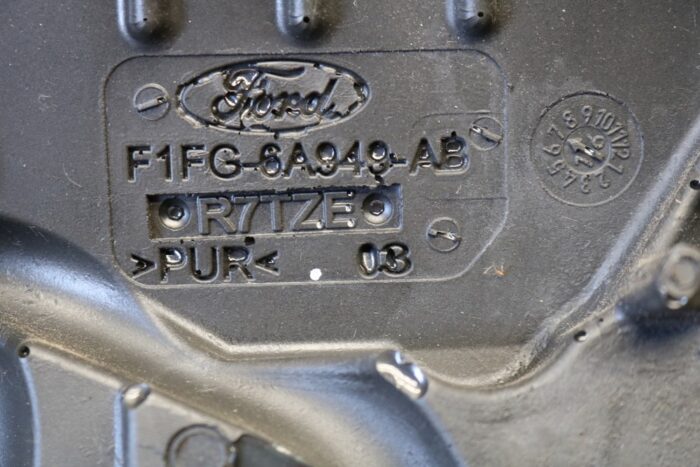 Ford
F1FG-6A949-AB
R7TZE
>PUR< 03